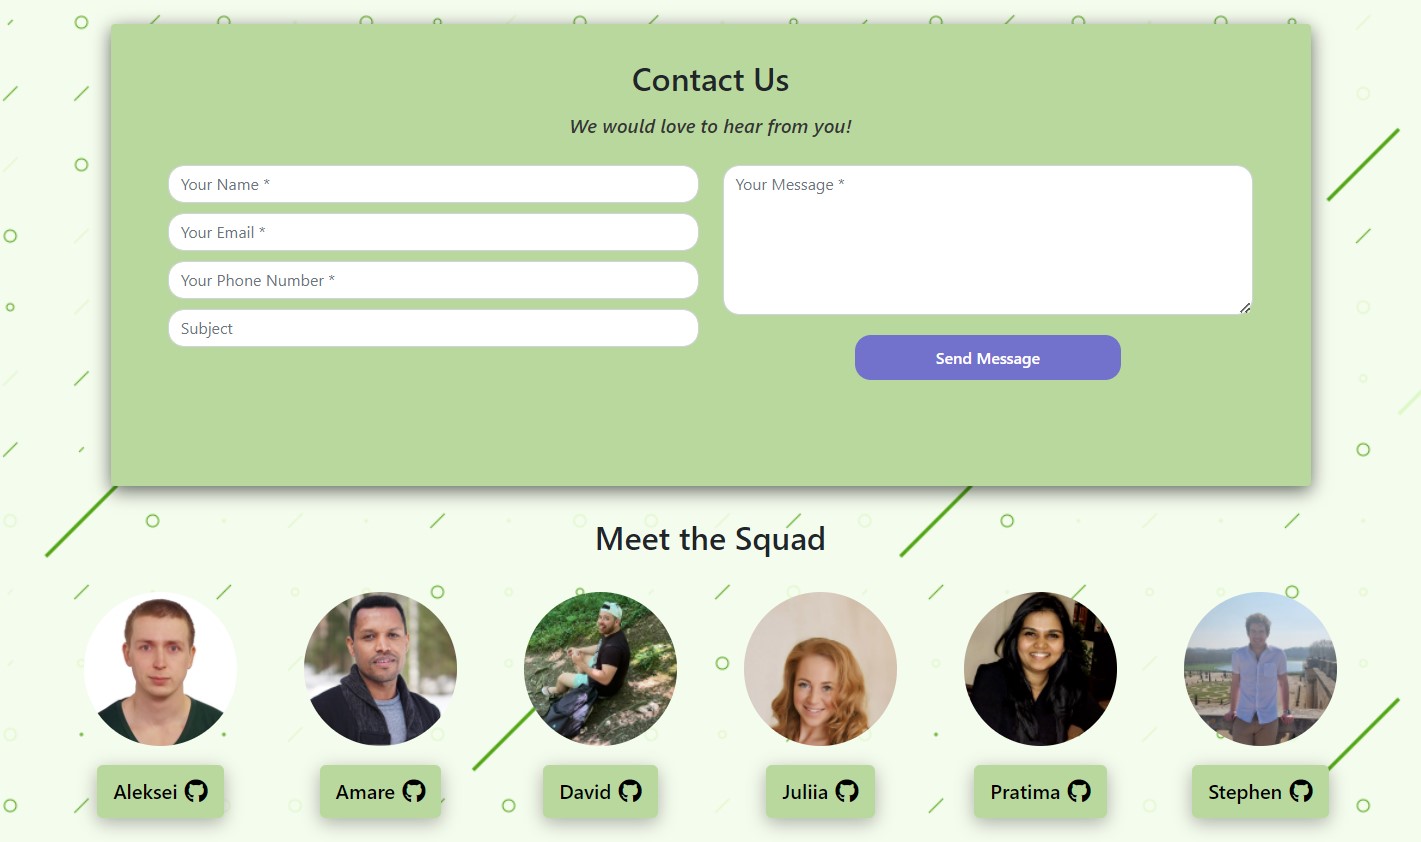 Contact Us
We would love to hear from you!
Your Name *
Your Email *
Your Phone Number *
Subject
Your Message *
Send Message
Meet the Squad
Aleksei
Amare
David
Juliia
Pratima
Stephen